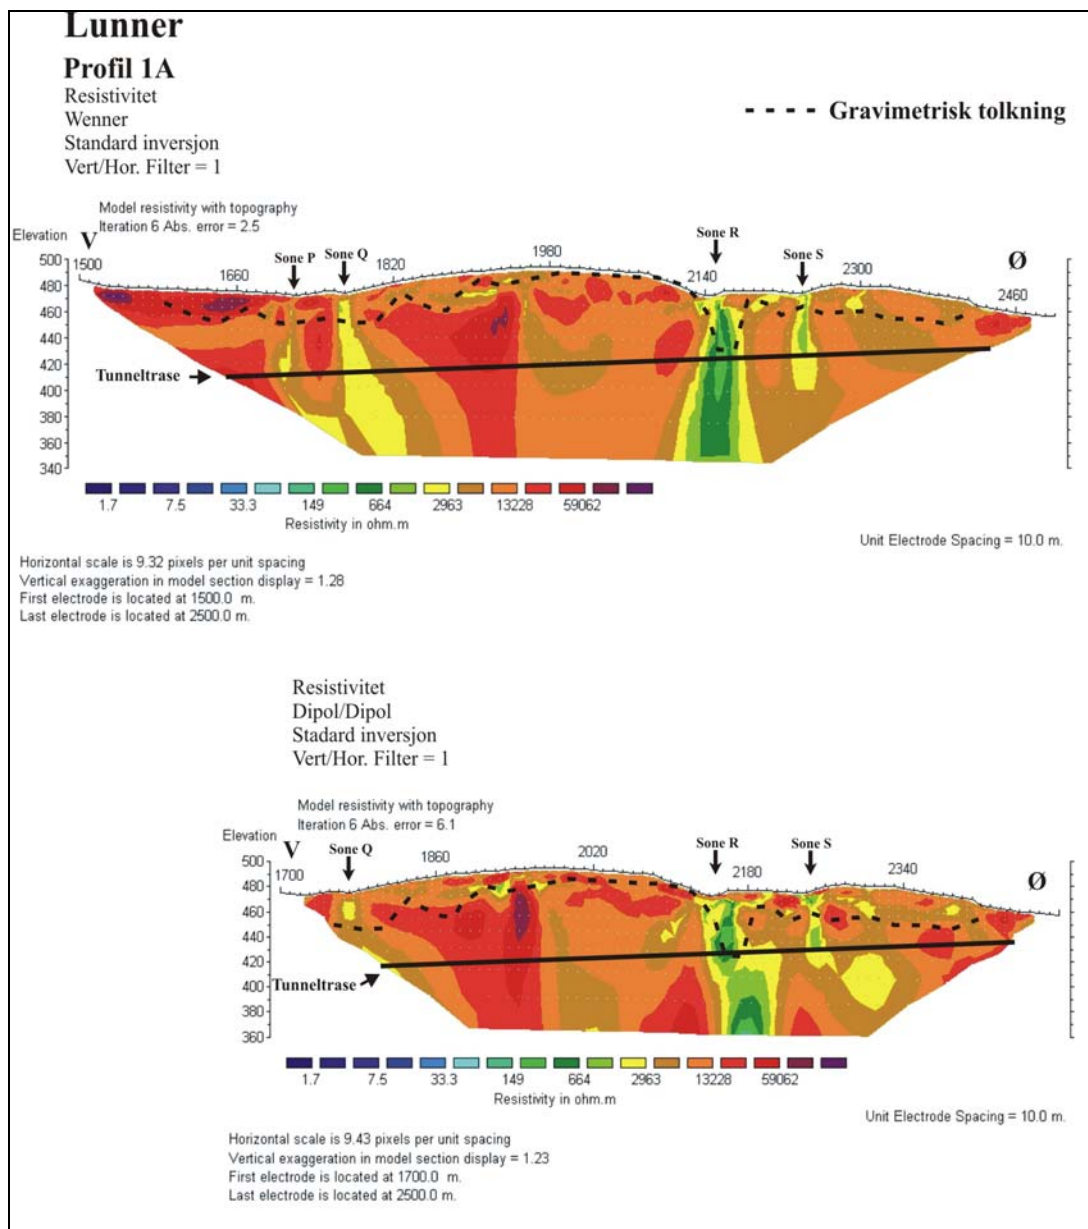 Lunner
Profil 1A
Resistivitet
Wenner
Standard inversjon
Vert/Hor. Filter = 1
Gravimetrisk tolkning
Model resistivity with topography
Iteration 6 Abs. error = 2.5
Elevation V
1500 1660 Sone P Sone Q 1820 1980 Sone R 2140 Sone S 2300 Ø 2460
500
480
460
440
420
400
380
360
340
Tunneltrase
1.7 7.5 33.3 149 664 2963 13228 59062
Resistivity in ohm.m
Unit Electrode Spacing = 10.0 m.
Horizontal scale is 9.32 pixels per unit spacing
Vertical exaggeration in model section display = 1.28
First electrode is located at 1500.0 m.
Last electrode is located at 2500.0 m.
Resistivitet
Dipol/Dipol
Stadard inversjon
Vert/Hor. Filter = 1
Model resistivity with topography
Iteration 6 Abs. error = 6.1
Elevation V
1700 Sone Q 1860 2020 Sone R 2180 Sone S 2340 Ø
500
480
460
440
420
400
380
360
Tunneltrase
1.7 7.5 33.3 149 664 2963 13228 59062
Resistivity in ohm.m
Unit Electrode Spacing = 10.0 m.
Horizontal scale is 9.43 pixels per unit spacing
Vertical exaggeration in model section display = 1.23
First electrode is located at 1700.0 m.
Last electrode is located at 2500.0 m.